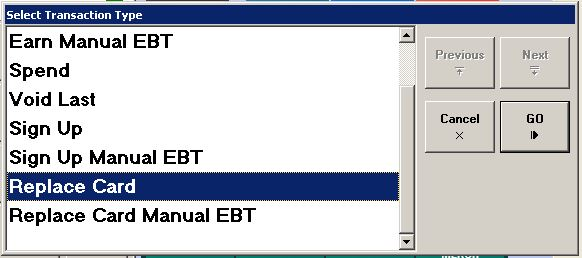 Select Transaction Type
Earn Manual EBT
Spend
Void Last
Sign Up
Sign Up Manual EBT
Replace Card
Replace Card Manual EBT
Previous
Next
Cancel
GO